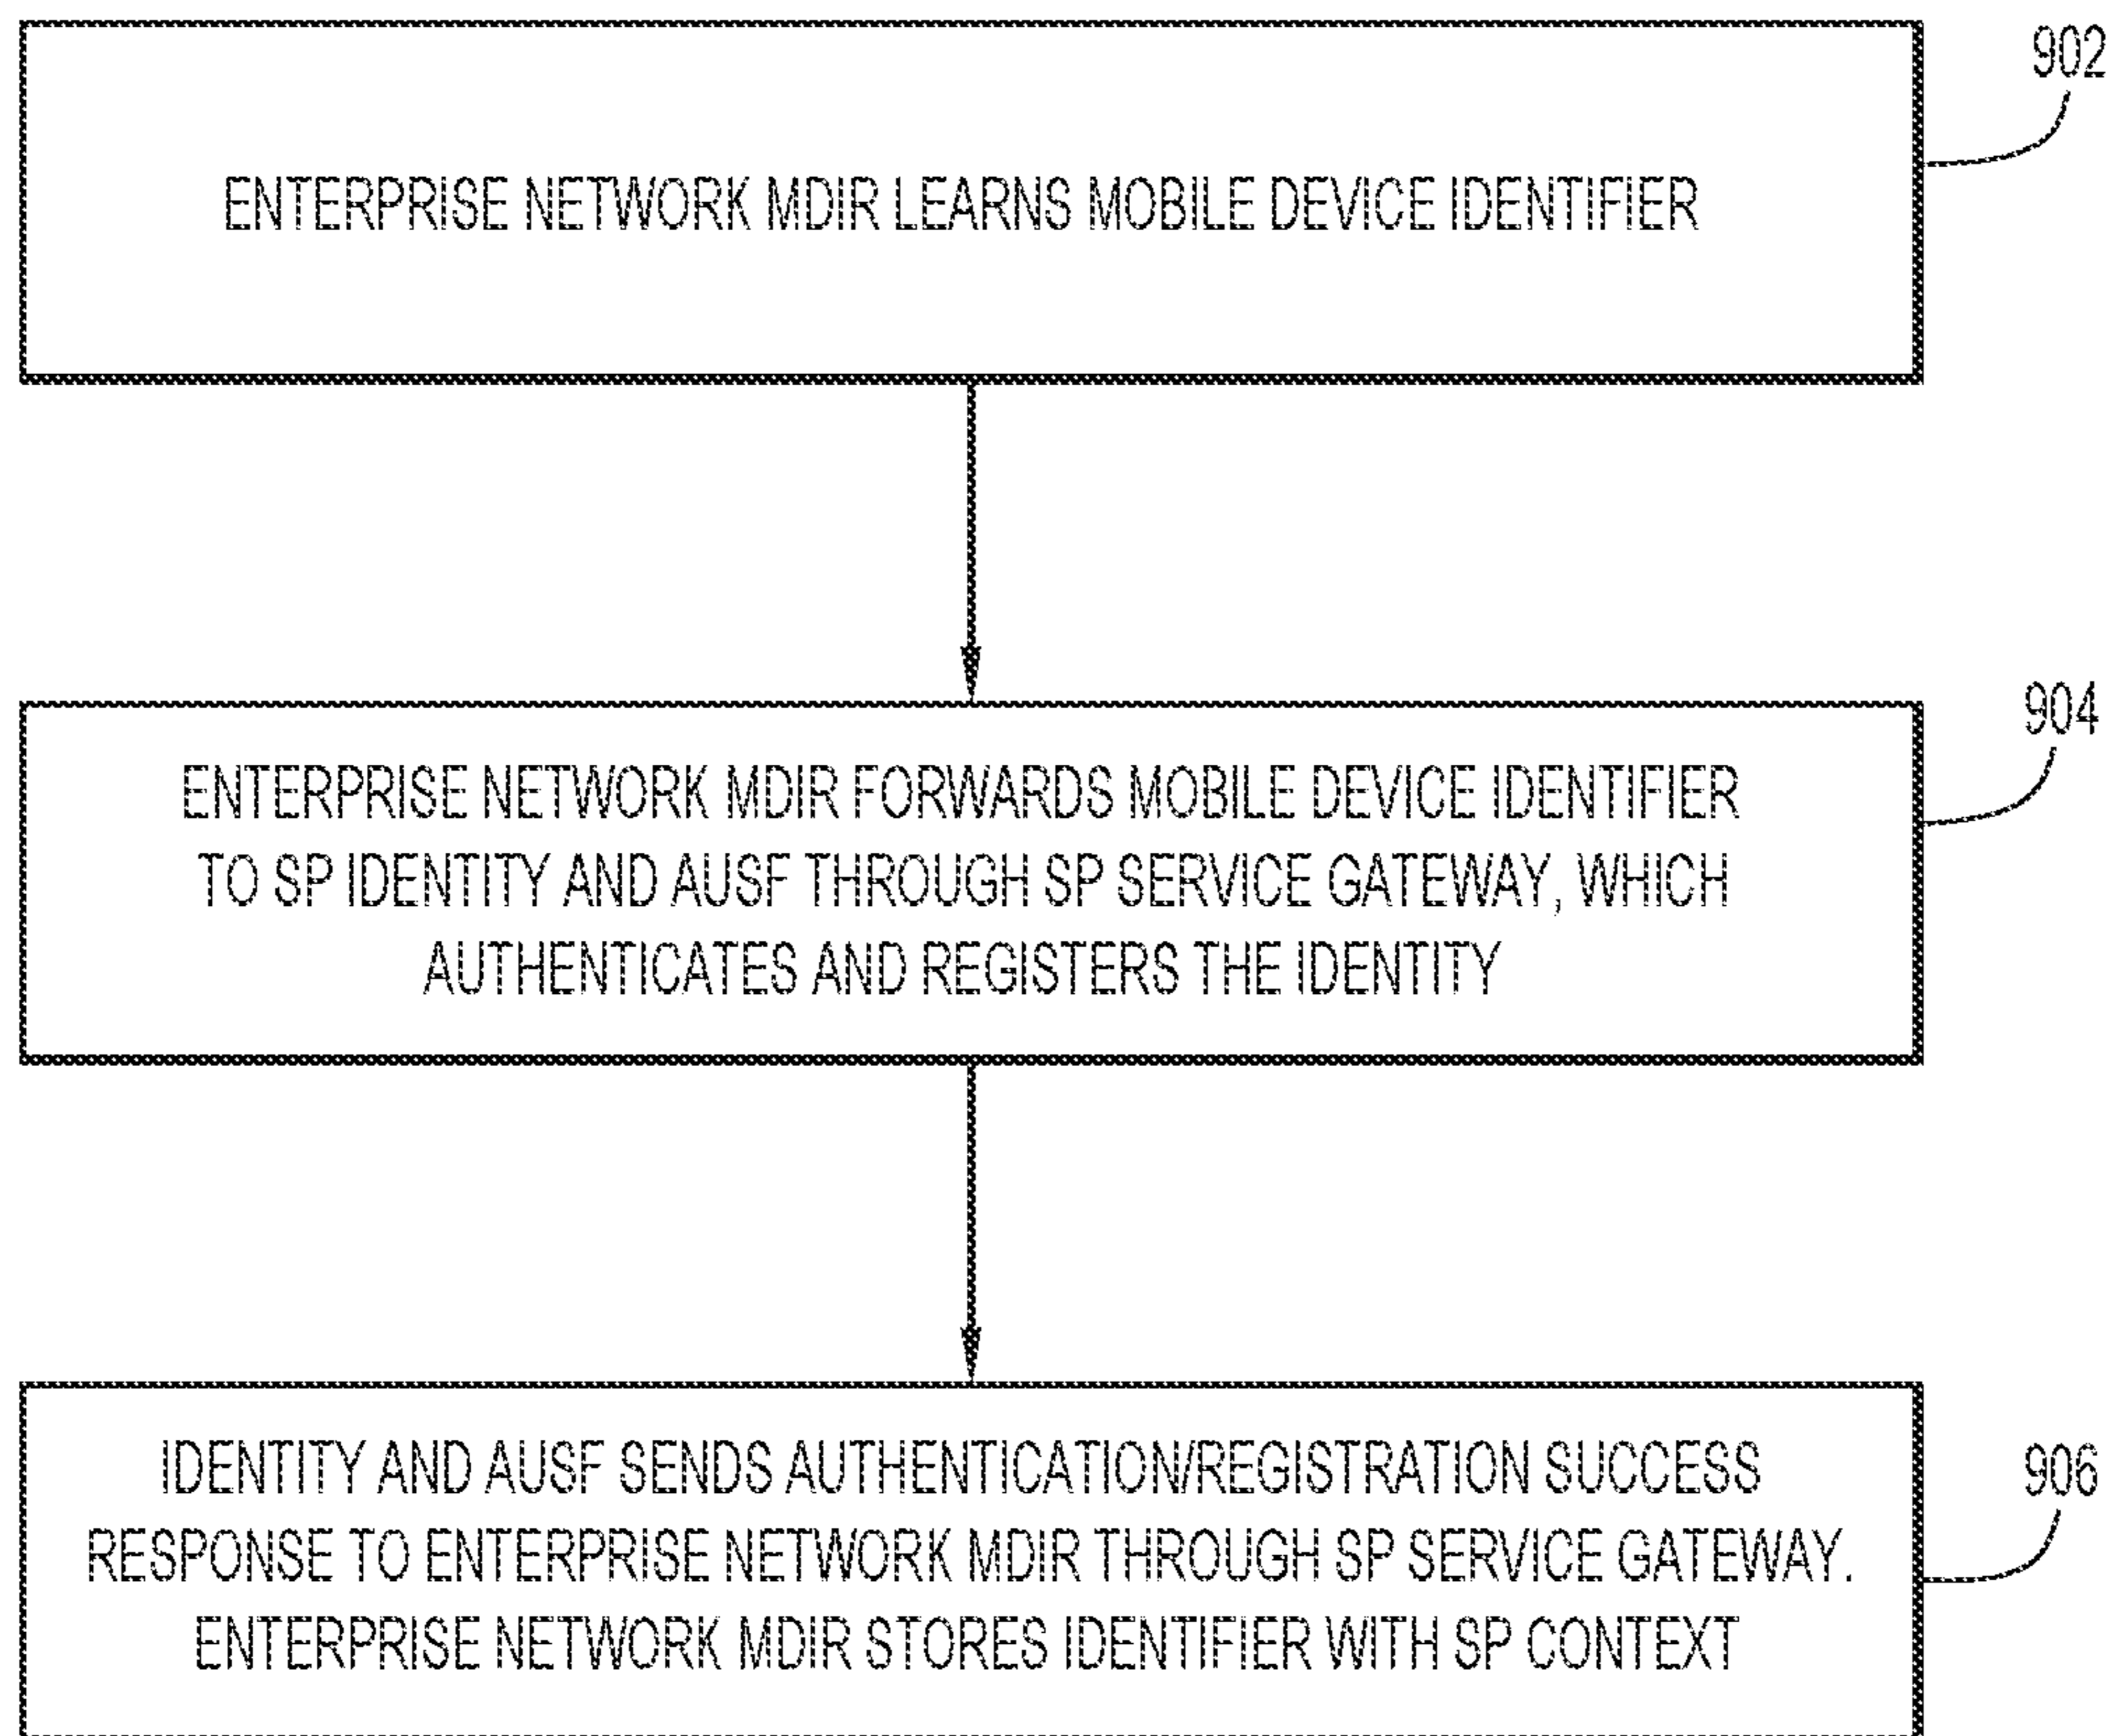 902
ENTERPRISE NETWORK MDIR LEARNS MOBILE DEVICE IDENTIFIER
904
ENTERPRISE NETWORK MDIR FORWARDS MOBILE DEVICE IDENTIFIER
TO SP IDENTITY AND AUSF THROUGH SP SERVICE GATEWAY, WHICH
AUTHENTICATES AND REGISTERS THE IDENTITY
906
IDENTITY AND AUSF SENDS AUTHENTICATION/REGISTRATION SUCCESS
RESPONSE TO ENTERPRISE NETWORK MDIR THROUGH SP SERVICE GATEWAY.
ENTERPRISE NETWORK MDIR STORES IDENTIFIER WITH SP CONTEXT